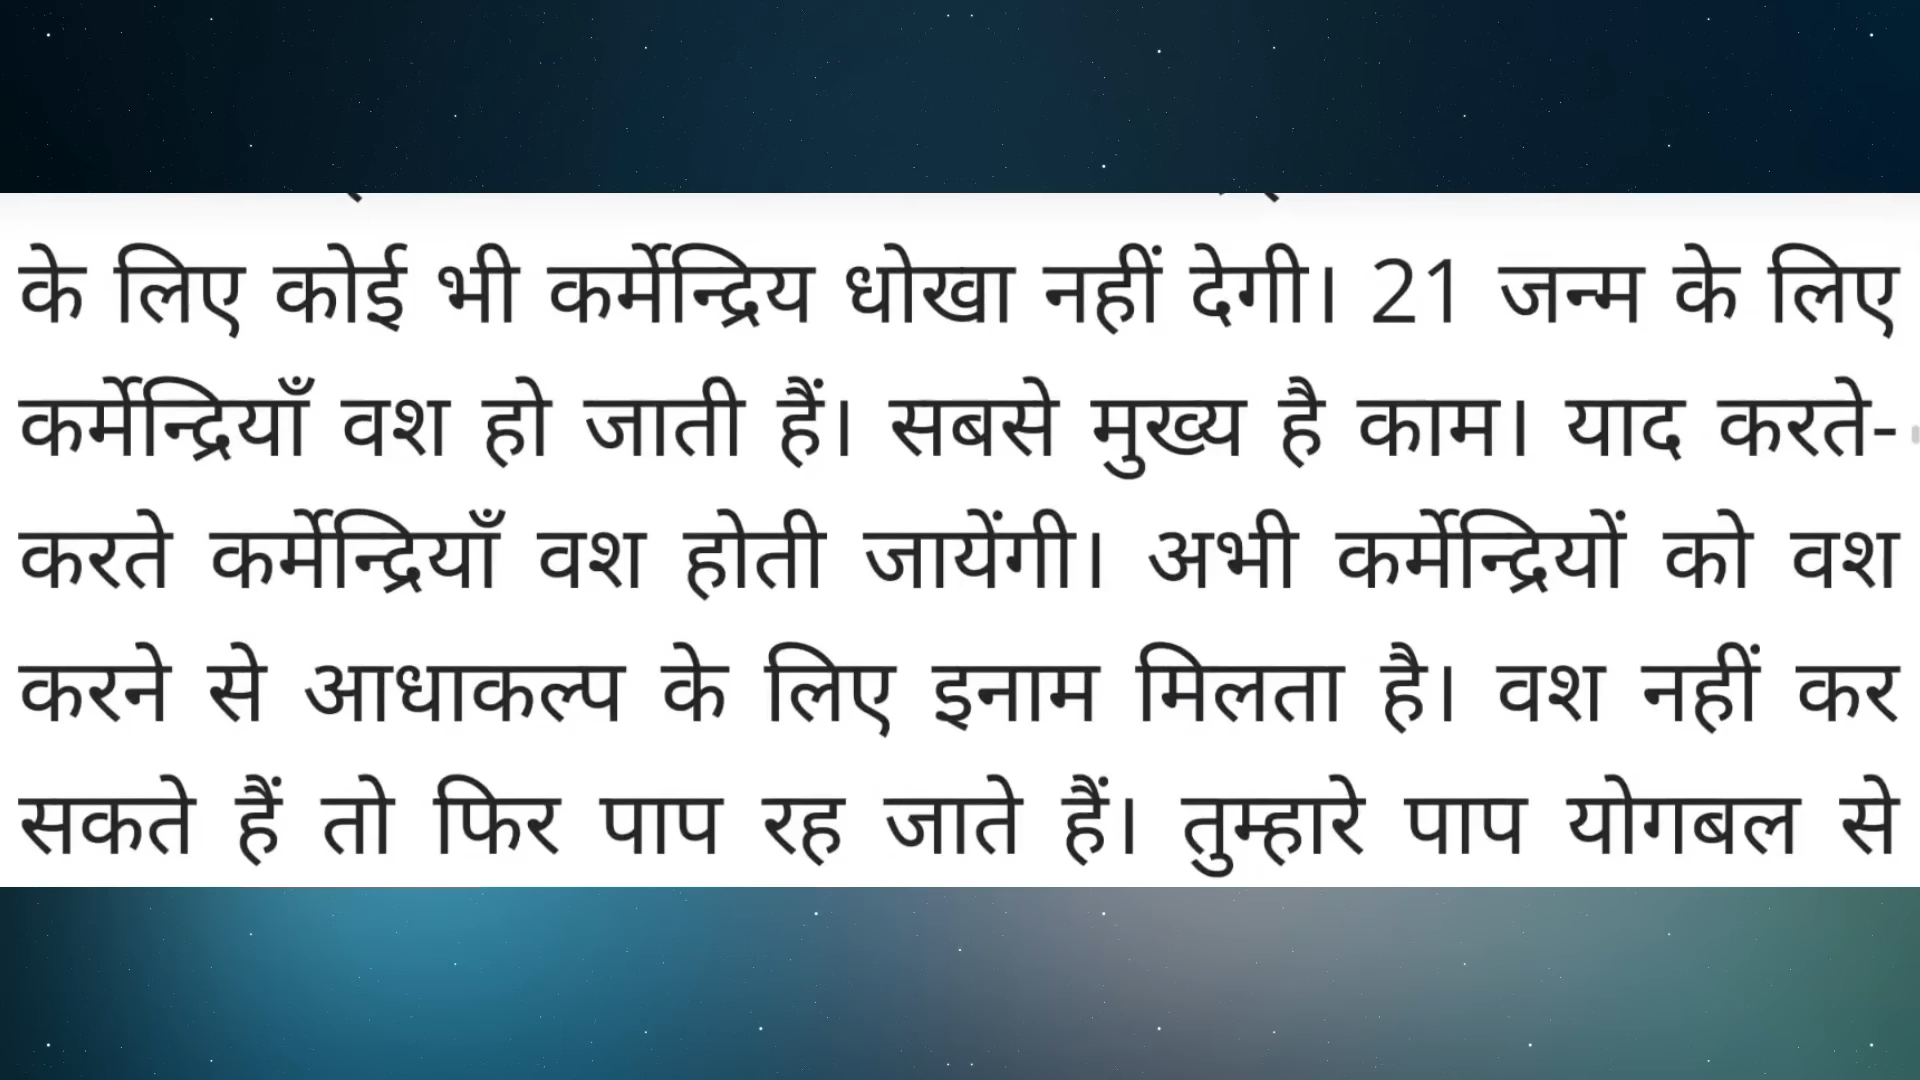 के लिए कोई भी कर्मेन्द्रिय धोखा नहीं देगी। 21 जन्म के लिए
कर्मेन्द्रियाँ वश हो जाती हैं। सबसे मुख्य है काम। याद करते-
करते कर्मेन्द्रियाँ वश होती जायेंगी। अभी कर्मेन्द्रियों को वश
करने से आधाकल्प के लिए इनाम मिलता है। वश नहीं कर
सकते हैं तो फिर पाप रह जाते हैं। तुम्हारे पाप योगबल से